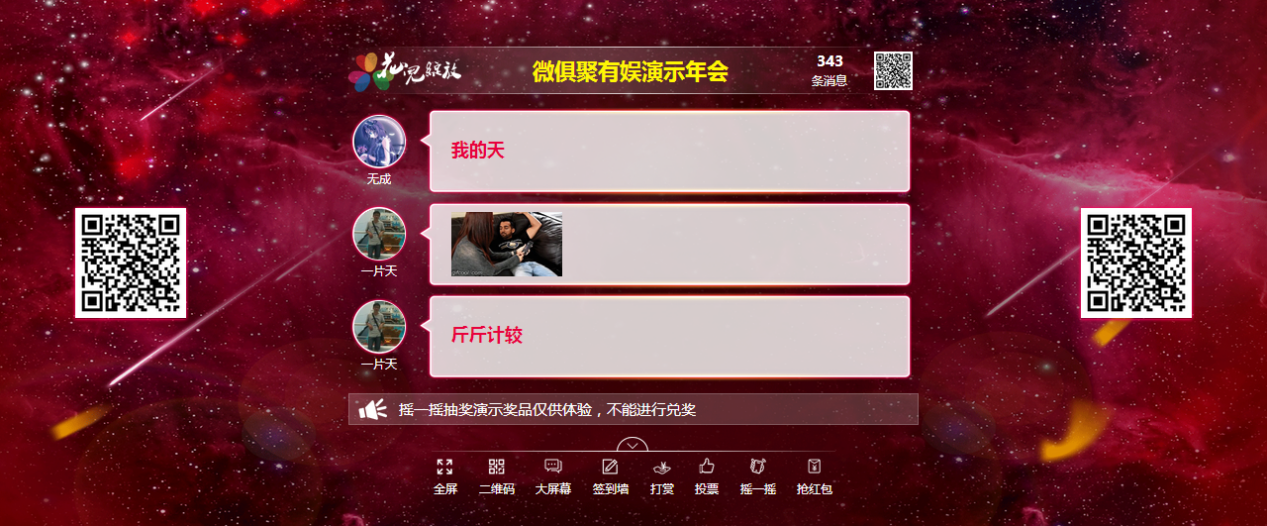 花儿绽放
微俱聚有娱演示年会
343
条消息
我的天
无成
一片天
斤斤计较
一片天
摇一摇抽奖演示奖品仅供体验，不能进行兑奖
全屏 二维码 大屏幕 签到墙 打赏 投票 摇一摇 抢红包